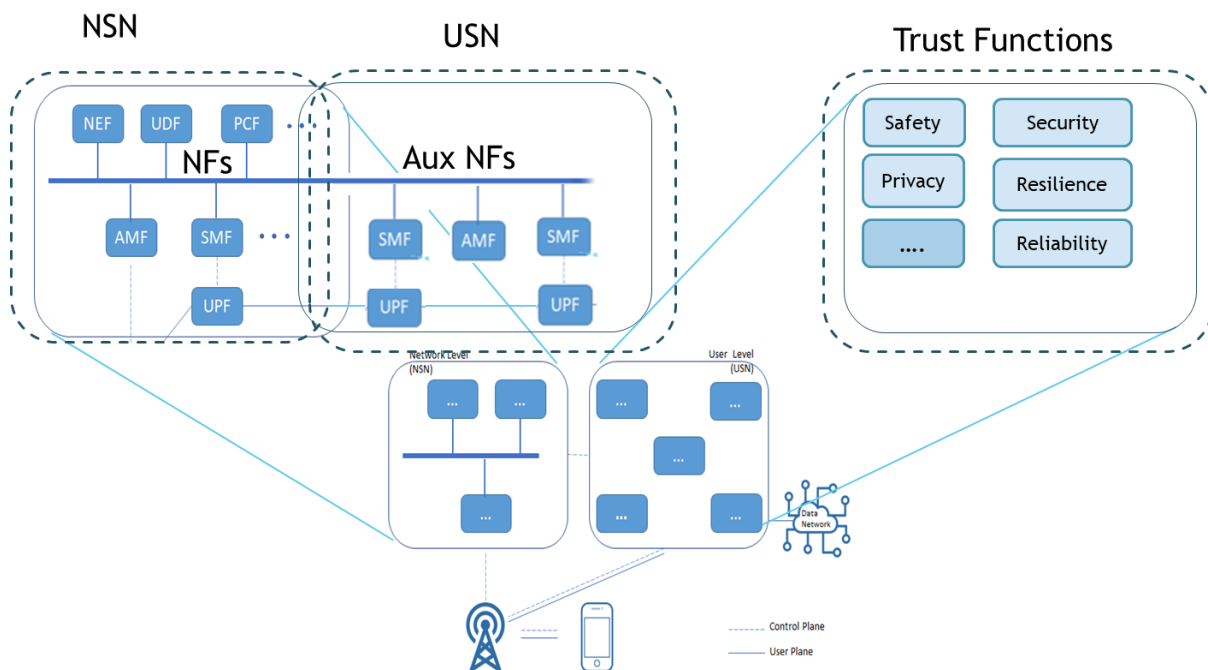 NSN
USN
Trust Functions
NEF
UDF
PCF
....
NFs
Aux NFs
AMF
SMF
...
SMF
AMF
SMF
UPF
UPF
UPF
Safety
Security
Privacy
Resilience
....
Reliability
Network Level
(NSN)
User Level
(USN)
...
...
...
...
...
...
...
...
Data
Network
Control Plane
User Plane